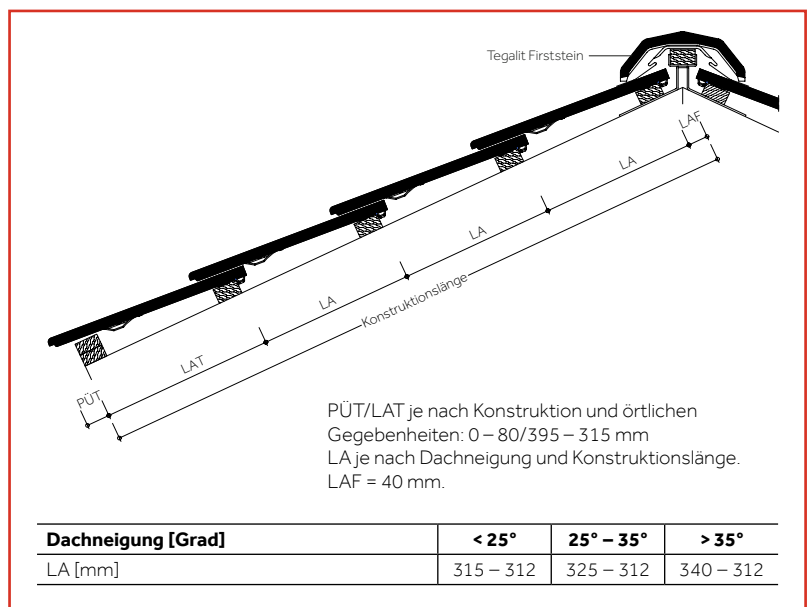 Tegalit Firststein
LAF
LA
LA
LA
Konstruktionslänge
LAT
PÜT
PÜT/LAT je nach Konstruktion und örtlichen
Gegebenheiten: 0 – 80/395 – 315 mm
LA je nach Dachneigung und Konstruktionslänge.
LAF = 40 mm.
Dachneigung [Grad] < 25° 25° – 35° > 35°
LA [mm] 315 – 312 325 – 312 340 – 312